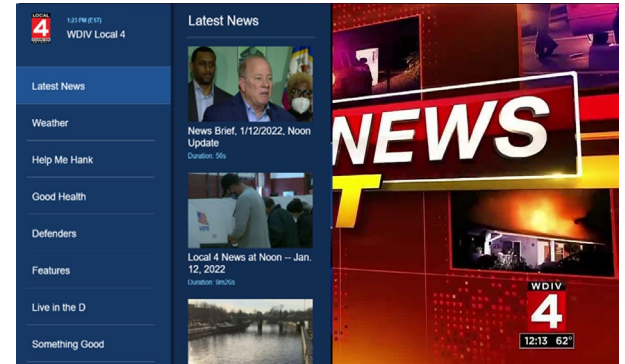 LOCAL
4
1:23 PM (EST)
WDIV Local 4
Latest News
Weather
Help Me Hank
Good Health
Defenders
Features
Live in the D
Something Good
Latest News
News Brief, 1/12/2022, Noon
Update
Duration: 56s
VOTE
Local 4 News at Noon -- Jan.
12, 2022
Duration: 9m26s
NEWS
T
WDIV
4
12:13 62°